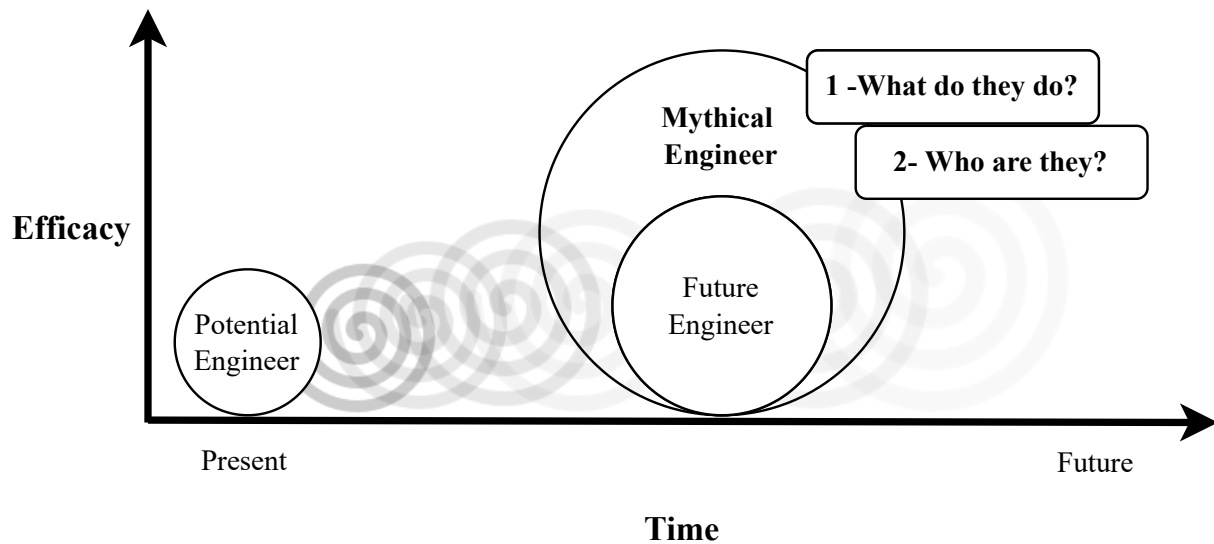 1 -What do they do?
Mythical
Engineer
2- Who are they?
Efficacy
Potential
Engineer
Future
Engineer
Present
Future
Time